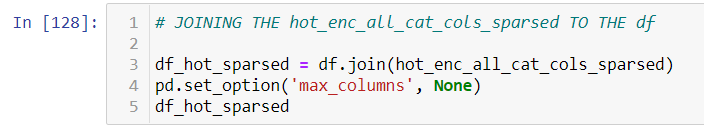 In [128]:
1 # JOINING THE hot_enc_all_cat_cols_sparsed TO THE df
2
3 df_hot_sparsed = df.join(hot_enc_all_cat_cols_sparsed)
4 pd.set_option('max_columns', None)
5 df_hot_sparsed